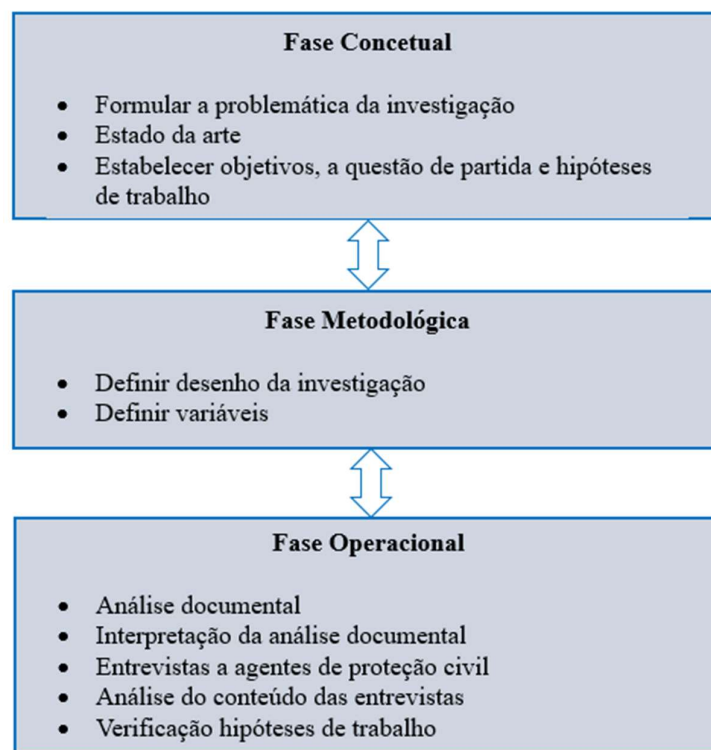 Fase Concetual
• Formular a problemática da investigação
• Estado da arte
• Estabelecer objetivos, a questão de partida e hipóteses
de trabalho
Fase Metodológica
• Definir desenho da investigação
• Definir variáveis
Fase Operacional
• Análise documental
• Interpretação da análise documental
• Entrevistas a agentes de proteção civil
• Análise do conteúdo das entrevistas
• Verificação hipóteses de trabalho